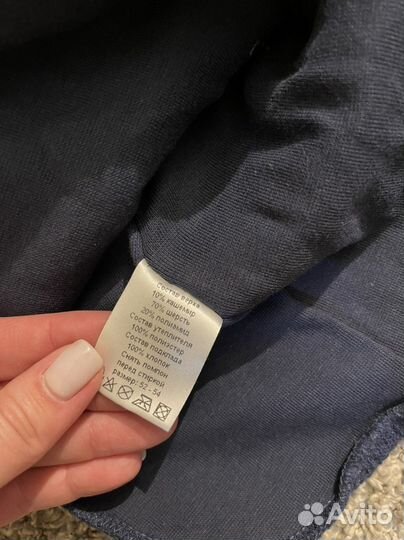 Состав верха
10% кашемир
70% шерсть
20% полиамид
Состав утеплителя
100% полиэстер
Состав подклада
100% хлопок
Снять помпон
перед стиркой
размер: 52 - 54
Avito